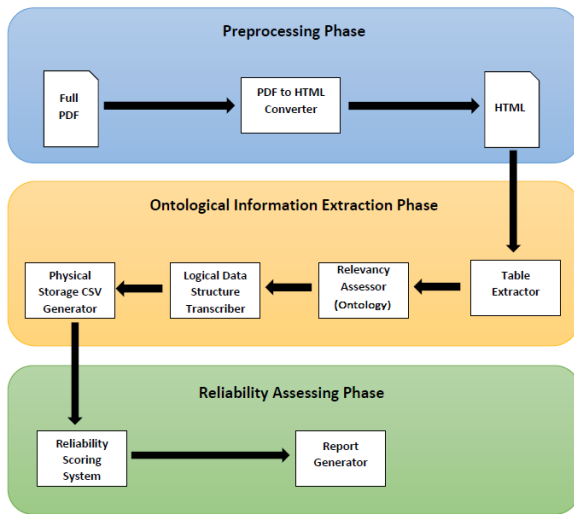 Preprocessing Phase
Full
PDF
PDF to HTML
Converter
HTML
Ontological Information Extraction Phase
Physical
Storage CSV
Generator
Logical Data
Structure
Transcriber
Relevancy
Assessor
(Ontology)
Table
Extractor
Reliability Assessing Phase
Reliability
Scoring
System
Report
Generator